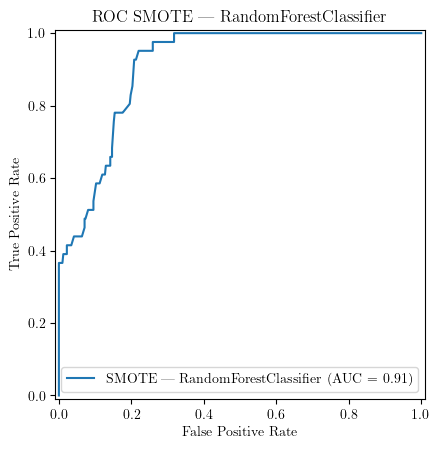 ROC SMOTE — RandomForestClassifier
1.0
0.8
0.6
0.4
0.2
0.0
True Positive Rate
SMOTE — RandomForestClassifier (AUC = 0.91)
0.0 0.2 0.4 0.6 0.8 1.0
False Positive Rate